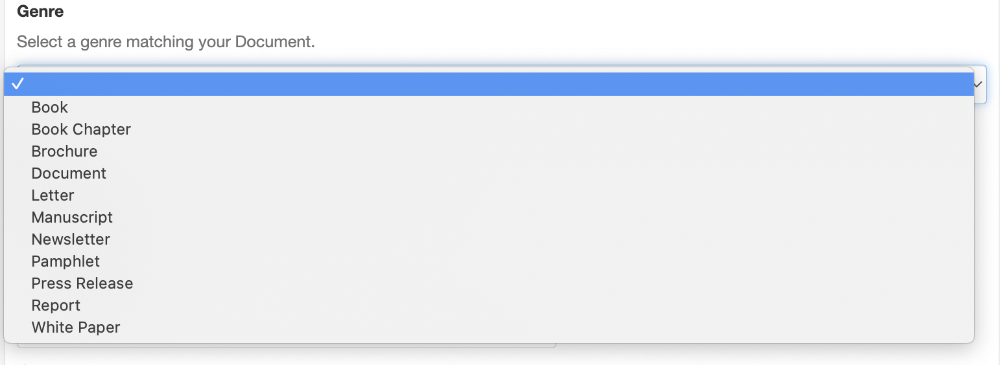 Genre
Select a genre matching your Document.
Book
Book Chapter
Brochure
Document
Letter
Manuscript
Newsletter
Pamphlet
Press Release
Report
White Paper